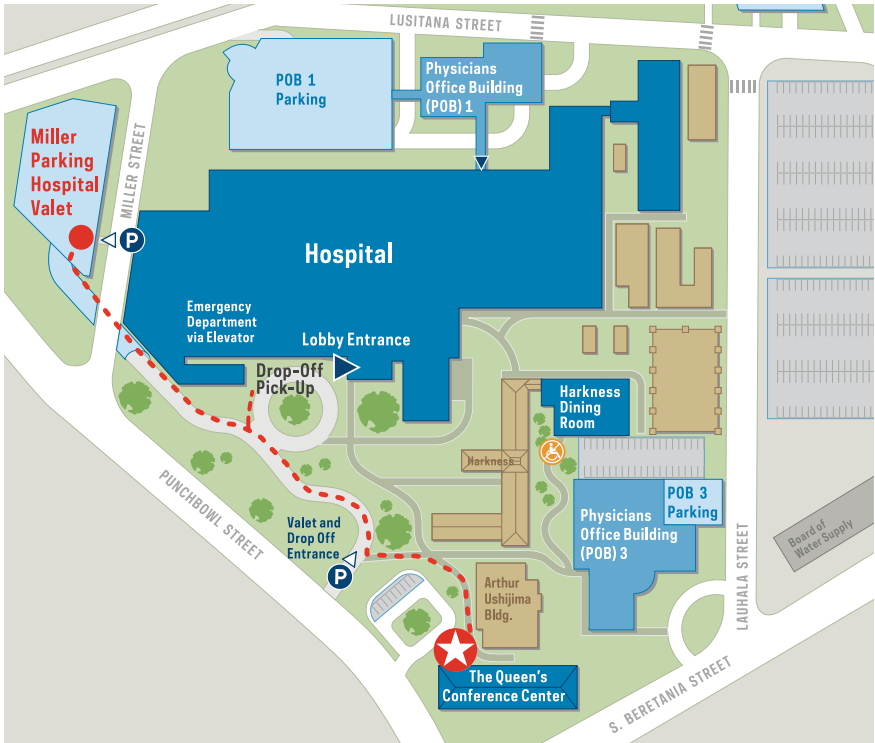 LUSITANA STREET
POB 1
Parking
Physicians
Office Building
(POB) 1
Miller
Parking
Hospital
Valet
MILLER STREET
P
Hospital
Emergency
Department
via Elevator
Lobby Entrance
Drop-Off
Pick-Up
Harkness
Dining
Room
Harkness
POB 3
Parking
Physicians
Office Building
(POB) 3
Board of
Water Supply
LAUHALA STREET
PUNCHBOWL STREET
Valet and
Drop Off
Entrance
P
Arthur
Ushijima
Bldg.
The Queen's
Conference Center
S. BERETANIA STREET